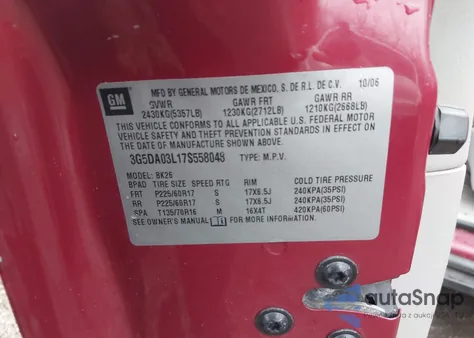 GM
MFD BY GENERAL MOTORS DE MEXICO, S. DE R.L. DE C.V. 10/06
GVWR GAWR FRT GAWR RR
2430KG(5357LB) 1230KG(2712LB) 1210KG(2668LB)
THIS VEHICLE CONFORMS TO ALL APPLICABLE U.S. FEDERAL MOTOR
VEHICLE SAFETY AND THEFT PREVENTION STANDARDS IN EFFECT ON
THE DATE OF MANUFACTURE SHOWN ABOVE.
3G5DA03L17S558048 TYPE: M.P.V.
MODEL: BK26
BPAD TIRE SIZE SPEED RTG RIM COLD TIRE PRESSURE
FRT P225/60R17 S 17X6.5J 240KPA(35PSI)
RR P225/60R17 S 17X6.5J 240KPA(35PSI)
SPA T135/70R16 M 16X4T 420KPA(60PSI)
SEE OWNER'S MANUAL FOR MORE INFORMATION.
autoSnap